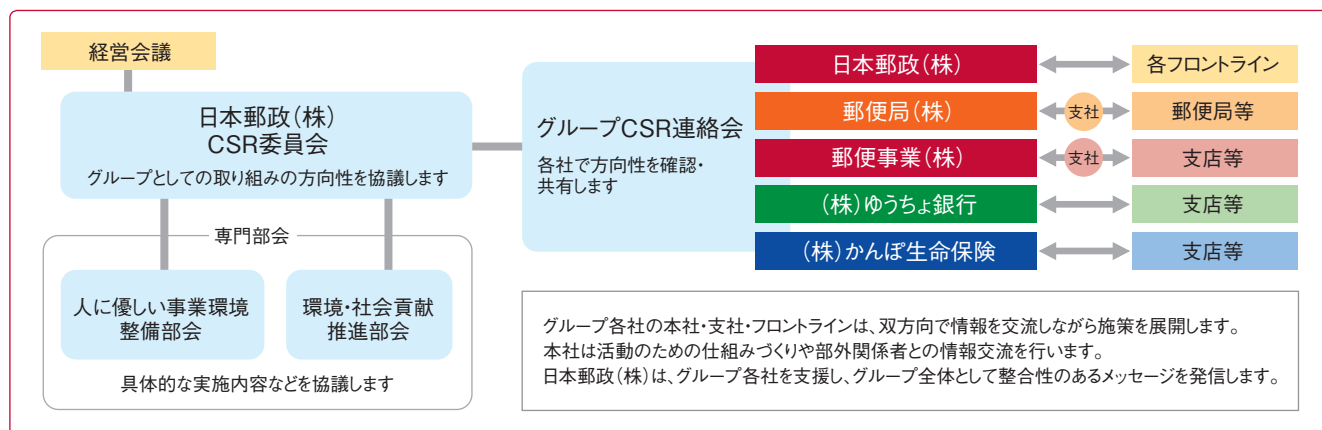 経営会議
日本郵政(株)
CSR委員会
グループとしての取り組みの方向性を協議します
専門部会
人に優しい事業環境
整備部会
環境・社会貢献
推進部会
具体的な実施内容などを協議します
グループCSR連絡会
各社で方向性を確認・
共有します
日本郵政(株)
各フロントライン
郵便局(株)
支社
郵便局等
郵便事業(株)
支社
支店等
(株)ゆうちょ銀行
支店等
(株)かんぽ生命保険
支店等
グループ各社の本社・支社・フロントラインは、双方向で情報を交流しながら施策を展開します。
本社は活動のための仕組みづくりや部外関係者との情報交流を行います。
日本郵政(株)は、グループ各社を支援し、グループ全体として整合性のあるメッセージを発信します。